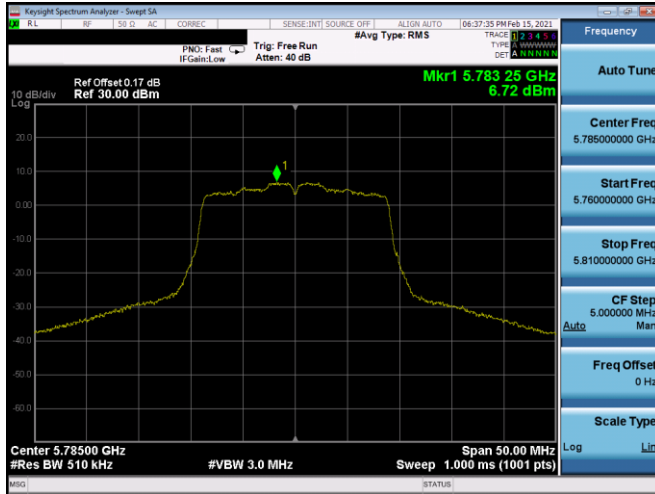 Keysight Spectrum Analyzer - Swept SA
RL RF 50 Ω AC CORREC SENSE:INT SOURCE OFF ALIGN AUTO 06:37:35 PM Feb 15, 2021
#Avg Type: RMS
TRACE 1 2 3 4 5 6
TYPE A WWWWW
DET A N N N N N
PNO: Fast
IFGain:Low
Trig: Free Run
Atten: 40 dB
Mkr1 5.783 25 GHz
6.72 dBm
Ref Offset 0.17 dB
10 dB/div Ref 30.00 dBm
Log
1
20.0
10.0
0.00
-10.0
-20.0
-30.0
-40.0
-50.0
-60.0
Center 5.78500 GHz Span 50.00 MHz
#Res BW 510 kHz #VBW 3.0 MHz Sweep 1.000 ms (1001 pts)
MSG STATUS
Frequency
Auto Tune
Center Freq
5.785000000 GHz
Start Freq
5.760000000 GHz
Stop Freq
5.810000000 GHz
CF Step
5.000000 MHz
Auto Man
Freq Offset
0 Hz
Scale Type
Log Lin